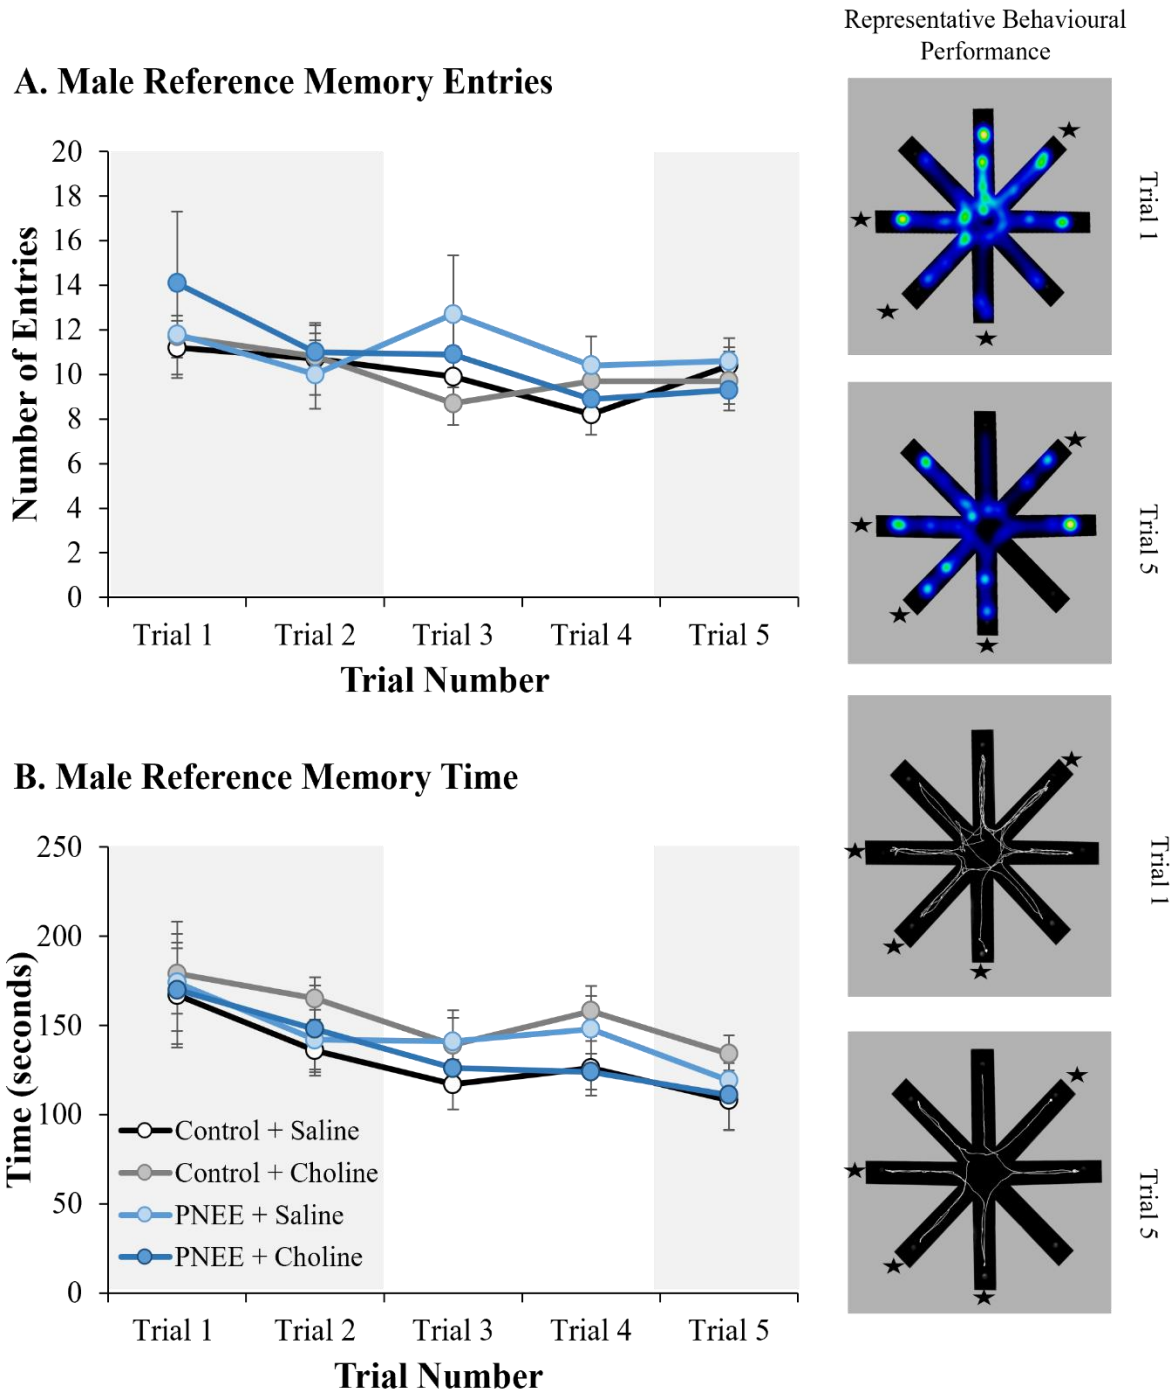 Representative Behavioural
Performance
A. Male Reference Memory Entries
20
18
16
14
12
10
8
6
4
2
0
Number of Entries
Trial 1
Trial 2
Trial 3
Trial 4
Trial 5
Trial Number
Trial 1
Trial 5
B. Male Reference Memory Time
250
200
150
100
50
0
Time (seconds)
Control + Saline
Control + Choline
PNEE + Saline
PNEE + Choline
Trial 1
Trial 2
Trial 3
Trial 4
Trial 5
Trial Number
Trial 1
Trial 5